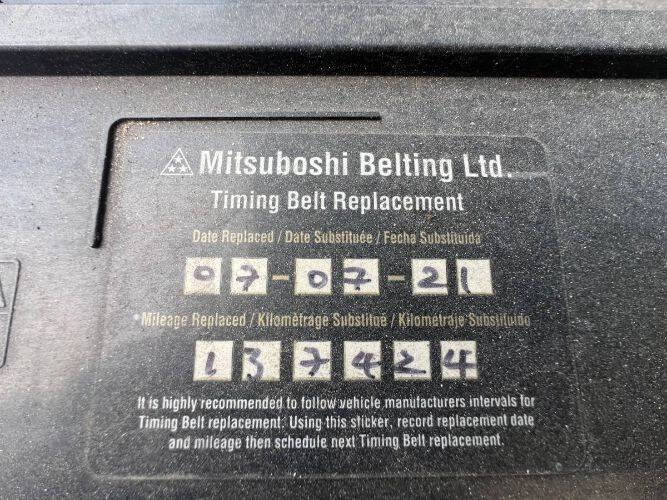 Mitsuboshi Belting Ltd.
Timing Belt Replacement
Date Replaced / Date Substituée / Fecha Substituida
07-07-21
*Mileage Replaced / Kilomètrage Substitué / Kilometraje Substituido
137424
It is highly recommended to follow vehicle manufacturers intervals for
Timing Belt replacement. Using this sticker, record replacement date
and mileage then schedule next Timing Belt replacement.